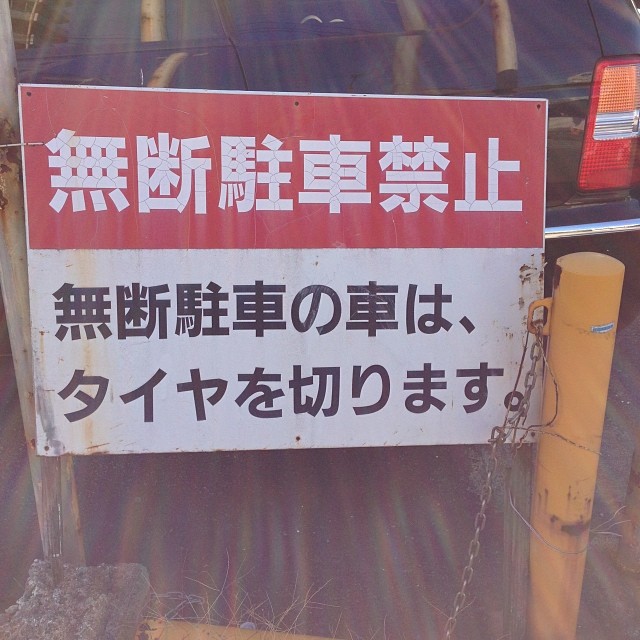 無断駐車禁止
無断駐車の車は、
タイヤを切ります。